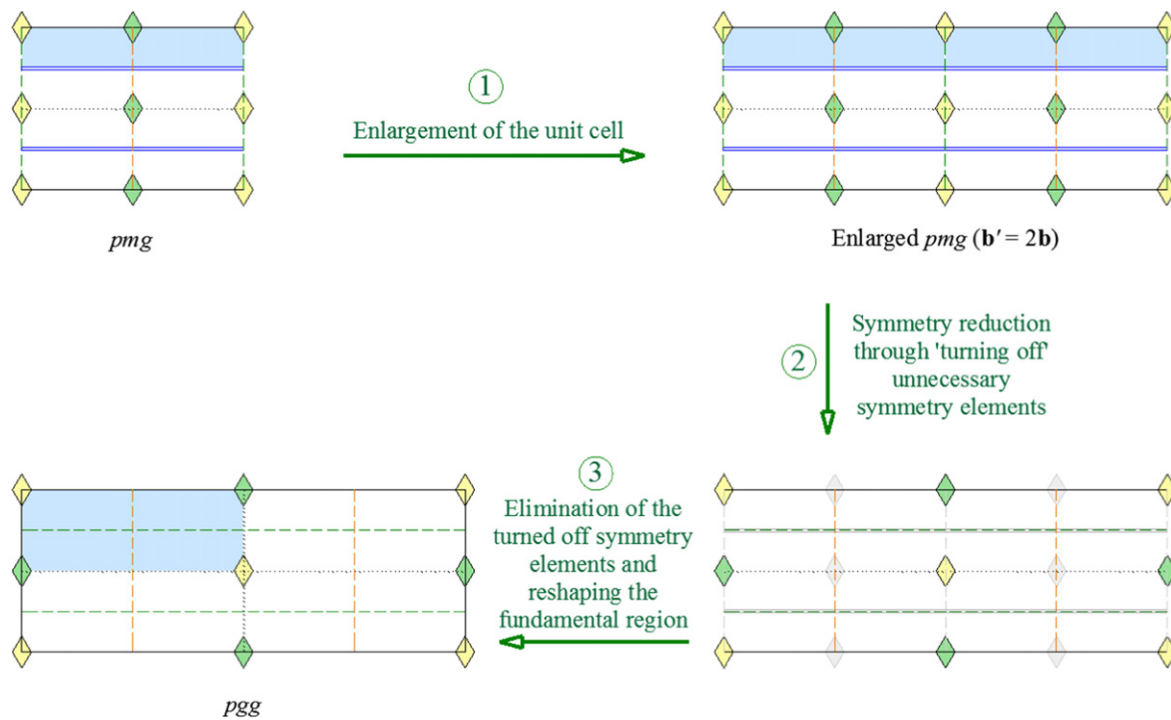 1
Enlargement of the unit cell
pmg
Enlarged pmg (b′ = 2b)
2
Symmetry reduction
through 'turning off'
unnecessary
symmetry elements
3
Elimination of the
turned off symmetry
elements and
reshaping the
fundamental region
pgg